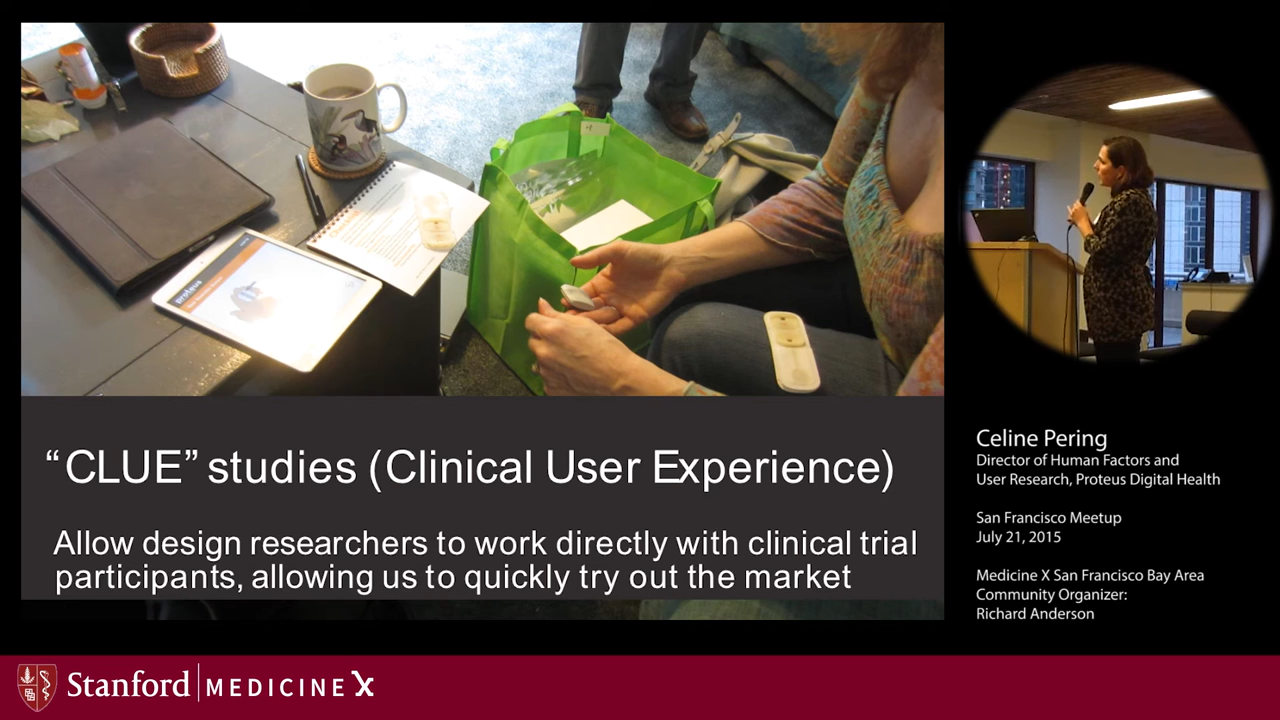 proteus
“CLUE” studies (Clinical User Experience)
Allow design researchers to work directly with clinical trial
participants, allowing us to quickly try out the market
Celine Pering
Director of Human Factors and
User Research, Proteus Digital Health
San Francisco Meetup
July 21, 2015
Medicine X San Francisco Bay Area
Community Organizer:
Richard Anderson
Stanford MEDICINE X